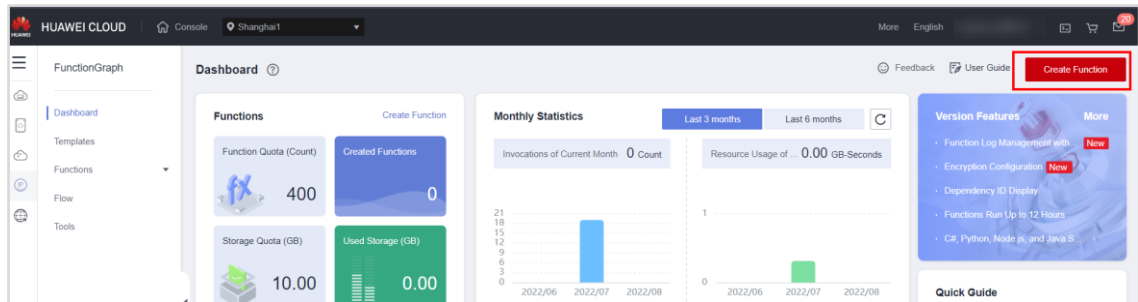 HUAWEI
HUAWEI CLOUD
Console
Shanghai1
More
English
20
FunctionGraph
Dashboard
Templates
Functions
Flow
Tools
Dashboard
Feedback
User Guide
Create Function
Functions
Create Function
Function Quota (Count)
400
Created Functions
0
Storage Quota (GB)
10.00
Used Storage (GB)
0.00
Monthly Statistics
Last 3 months
Last 6 months
Invocations of Current Month 0 Count
21
18
15
12
9
6
3
0
2022/06 2022/07 2022/08
Resource Usage of ... 0.00 GB-Seconds
1
0
2022/06 2022/07 2022/08
Version Features
More
Function Log Management with New
Encryption Configuration New
Dependency ID Display
Functions Run Up to 12 Hours
C#, Python, Node.js, and Java S...
Quick Guide